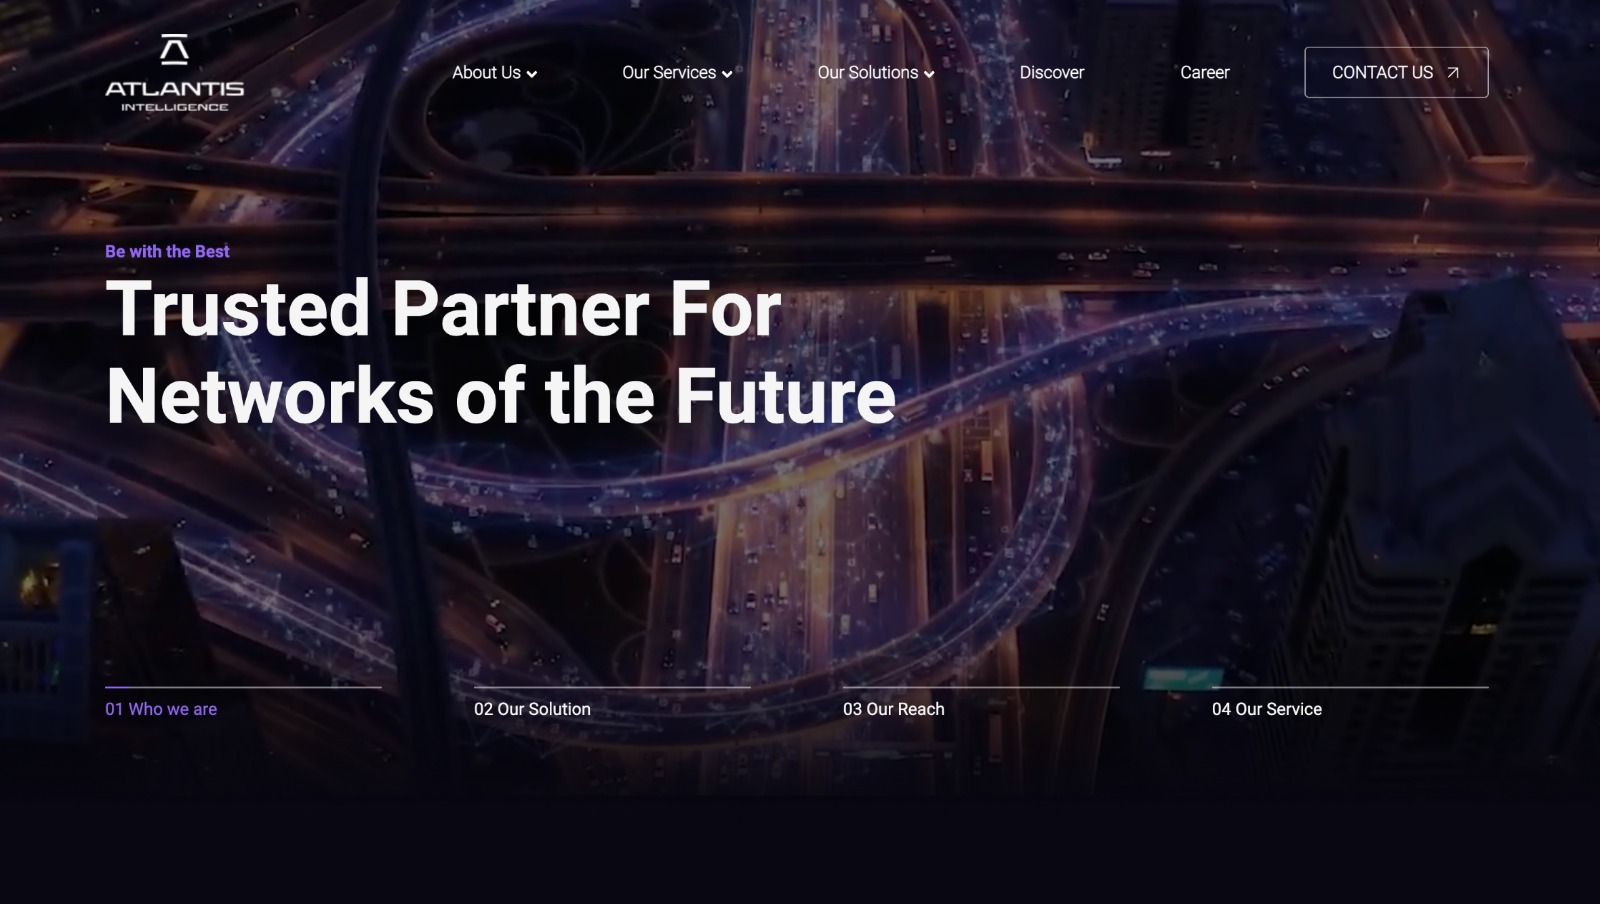 ATLANTIS
INTELLIGENCE
About Us
Our Services
Our Solutions
Discover
Career
CONTACT US
Be with the Best
Trusted Partner For
Networks of the Future
01 Who we are
02 Our Solution
03 Our Reach
04 Our Service